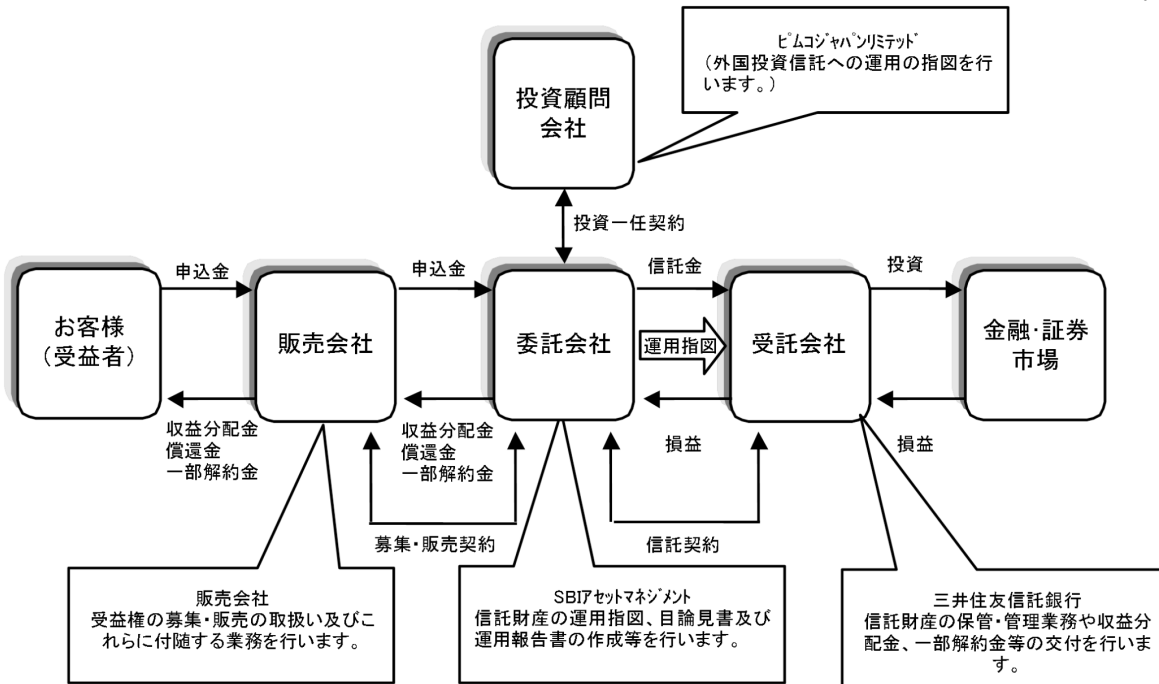 ﾋﾟﾑｺｼﾞｬﾊﾟﾝﾘﾐﾃｯﾄﾞ
（外国投資信託への運用の指図を行
います。）
投資顧問
会社
投資一任契約
申込金
申込金
信託金
投資
お客様
（受益者）
販売会社
委託会社
運用指図
受託会社
金融・証券
市場
収益分配金
償還金
一部解約金
収益分配金
償還金
一部解約金
損益
損益
募集・販売契約
信託契約
販売会社
受益権の募集・販売の取扱い及びこ
れらに付随する業務を行います。
SBIアセットマネジメント
信託財産の運用指図、目論見書及び
運用報告書の作成等を行います。
三井住友信託銀行
信託財産の保管・管理業務や収益分
配金、一部解約金等の交付を行いま
す。